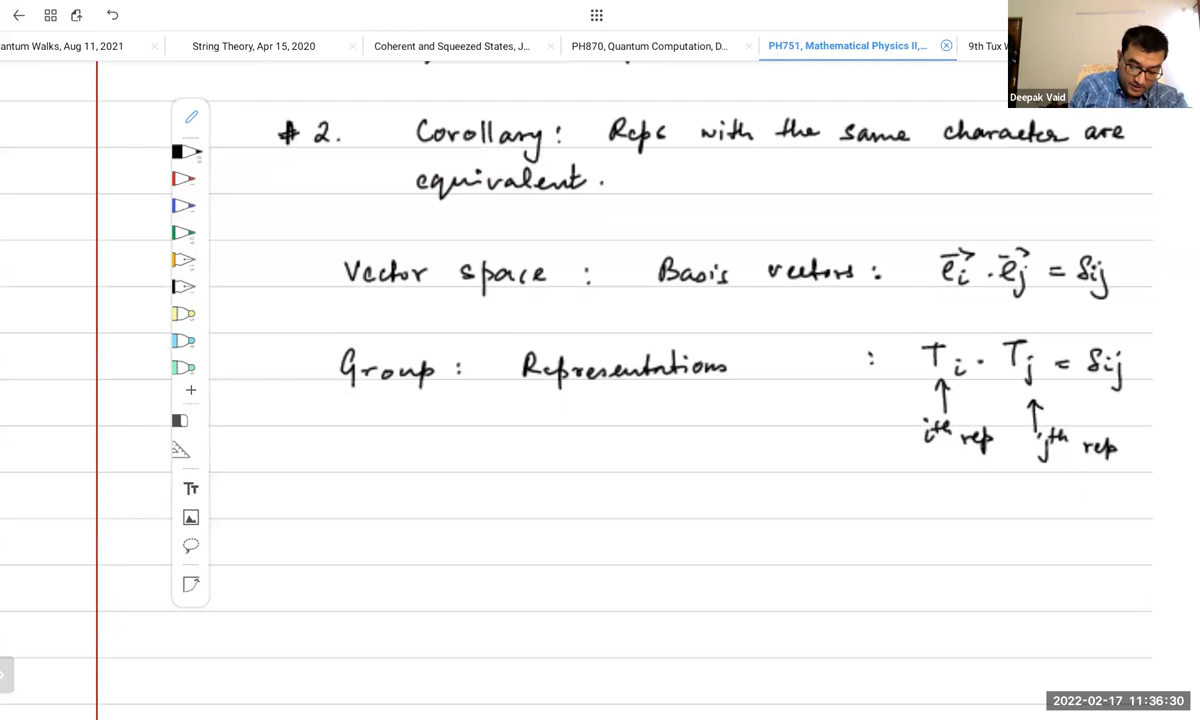 antum Walks, Aug 11, 2021 String Theory, Apr 15, 2020 Coherent and Squeezed States, J... PH870, Quantum Computation, D... PH751, Mathematical Physics II,... 9th Tux W
Deepak Vaid
# 2. Corollary: Reps with the same character are
equivalent.
Vector space : Basis vectors : e⃗i . e⃗j = δij
Group : Representations : Ti . Tj = δij
ith rep jth rep
TT
2022-02-17 11:36:30